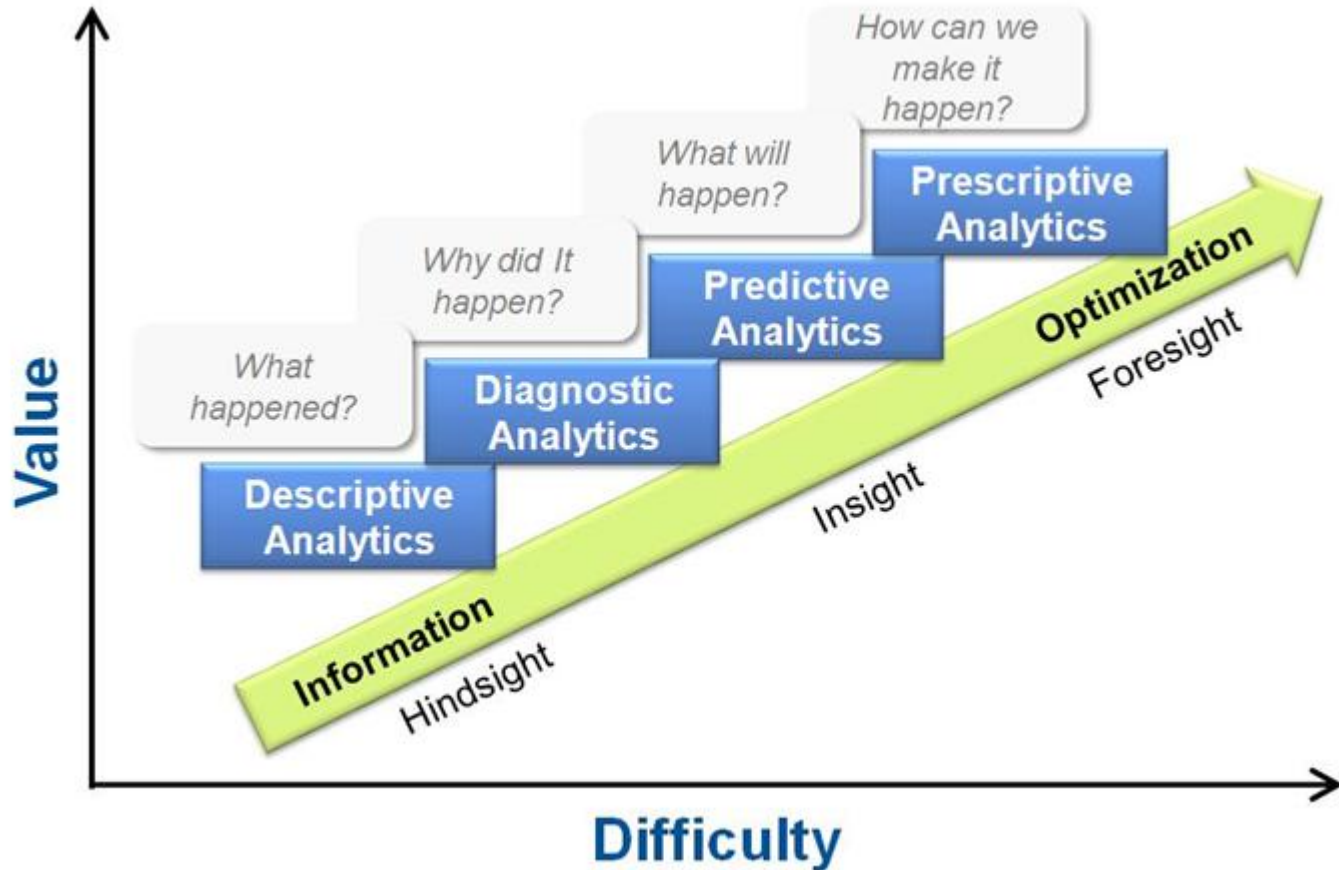 How can we
make it
happen?
What will
happen?
Prescriptive
Analytics
Why did It
happen?
Predictive
Analytics
What
happened?
Diagnostic
Analytics
Descriptive
Analytics
Value
Information
Optimization
Hindsight
Insight
Foresight
Difficulty